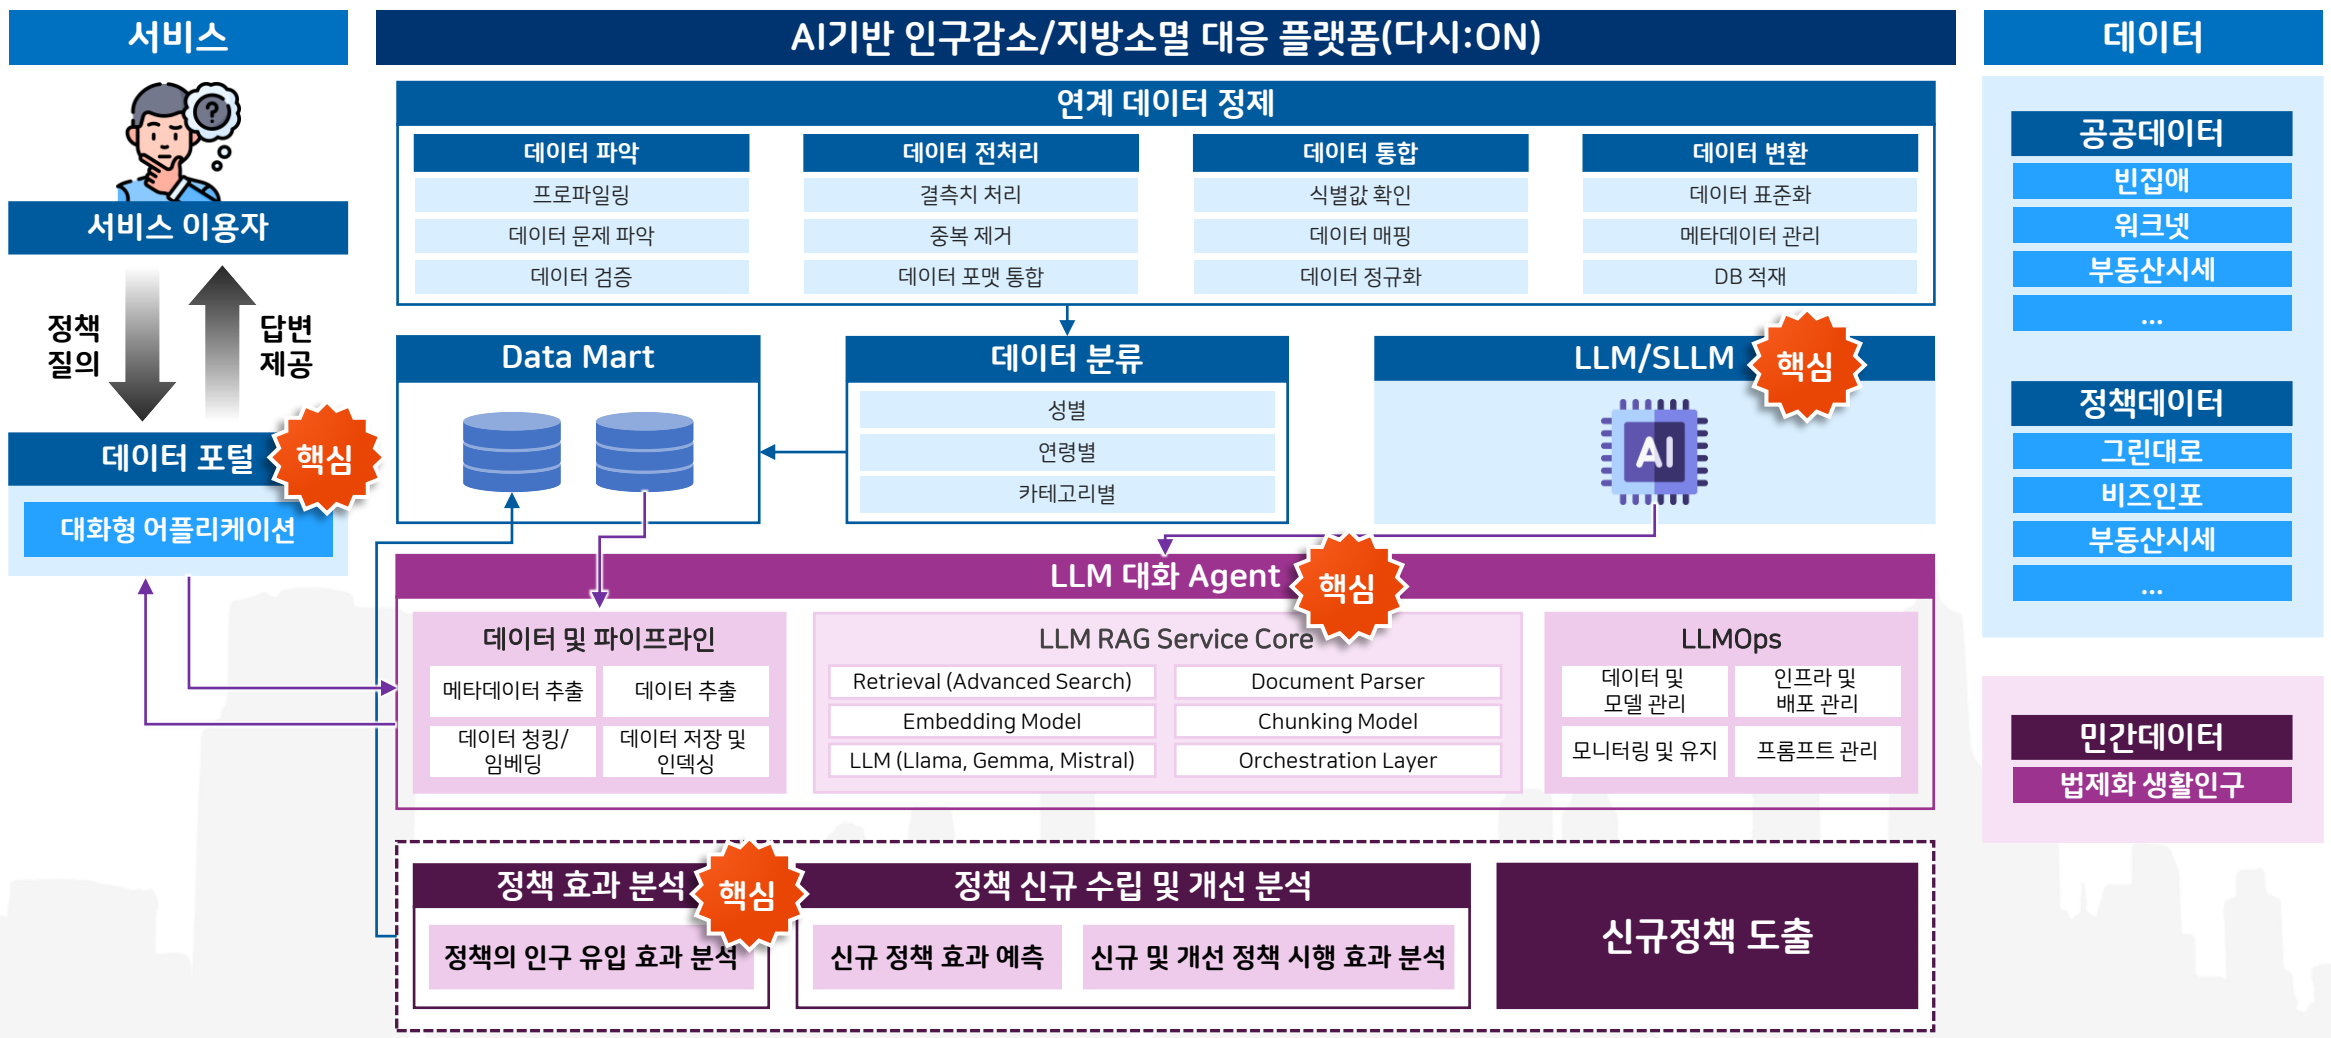 서비스
서비스 이용자
정책
질의
답변
제공
데이터 포털
핵심
대화형 어플리케이션
AI기반 인구감소/지방소멸 대응 플랫폼(다시:ON)
연계 데이터 정제
데이터 파악
프로파일링
데이터 문제 파악
데이터 검증
데이터 전처리
결측치 처리
중복 제거
데이터 포맷 통합
데이터 통합
식별값 확인
데이터 매핑
데이터 정규화
데이터 변환
데이터 표준화
메타데이터 관리
DB 적재
Data Mart
데이터 분류
성별
연령별
카테고리별
LLM/SLLM
핵심
AI
LLM 대화 Agent
핵심
데이터 및 파이프라인
메타데이터 추출
데이터 추출
데이터 청킹/
임베딩
데이터 저장 및
인덱싱
LLM RAG Service Core
Retrieval (Advanced Search)
Document Parser
Embedding Model
Chunking Model
LLM (Llama, Gemma, Mistral)
Orchestration Layer
LLMOps
데이터 및
모델 관리
인프라 및
배포 관리
모니터링 및 유지
프롬프트 관리
정책 효과 분석
핵심
정책의 인구 유입 효과 분석
정책 신규 수립 및 개선 분석
신규 정책 효과 예측
신규 및 개선 정책 시행 효과 분석
신규정책 도출
데이터
공공데이터
빈집애
워크넷
부동산시세
...
정책데이터
그린대로
비즈인포
부동산시세
...
민간데이터
법제화 생활인구